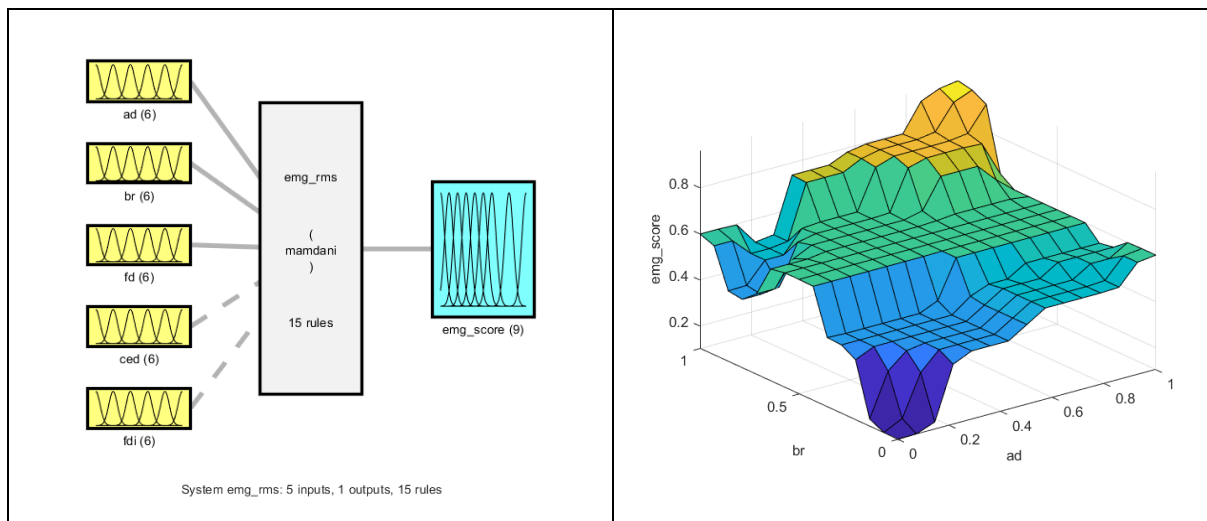 ad (6)
br (6)
fd (6)
ced (6)
fdi (6)
emg_rms
(
mamdani
)
15 rules
emg_score (9)
System emg_rms: 5 inputs, 1 outputs, 15 rules
emg_score
0.8
0.6
0.4
0.2
1
0.5
0
br
0
0.2
0.4
0.6
0.8
1
ad